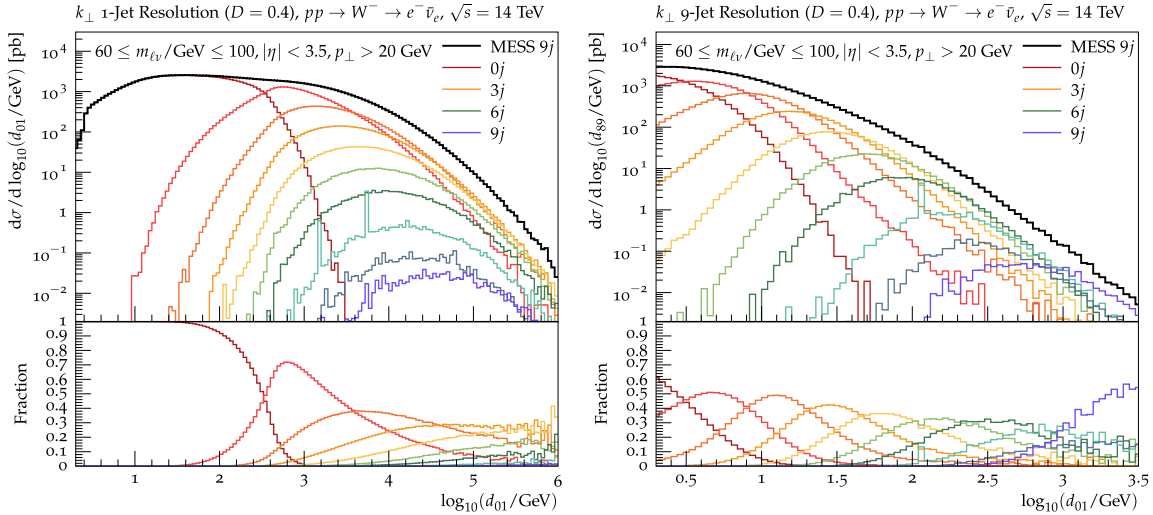 k⊥ 1-Jet Resolution (D = 0.4), pp → W⁻ → e⁻ν̄ₑ, √s = 14 TeV
60 ≤ mℓν/GeV ≤ 100, |η| < 3.5, p⊥ > 20 GeV
MESS 9j
0j
3j
6j
9j
dσ/d log₁₀(d₀₁/GeV) [pb]
10³
10²
10¹
1
10⁻¹
10⁻²
1
0.9
0.8
0.7
0.6
0.5
0.4
0.3
0.2
0.1
0
Fraction
1 2 3 4 5 6
log₁₀(d₀₁/GeV)
k⊥ 9-Jet Resolution (D = 0.4), pp → W⁻ → e⁻ν̄ₑ, √s = 14 TeV
60 ≤ mℓν/GeV ≤ 100, |η| < 3.5, p⊥ > 20 GeV
MESS 9j
0j
3j
6j
9j
dσ/d log₁₀(d₈₉/GeV) [pb]
10⁴
10³
10²
10¹
1
10⁻¹
10⁻²
1
0.9
0.8
0.7
0.6
0.5
0.4
0.3
0.2
0.1
0
Fraction
0.5 1 1.5 2 2.5 3 3.5
log₁₀(d₀₁/GeV)